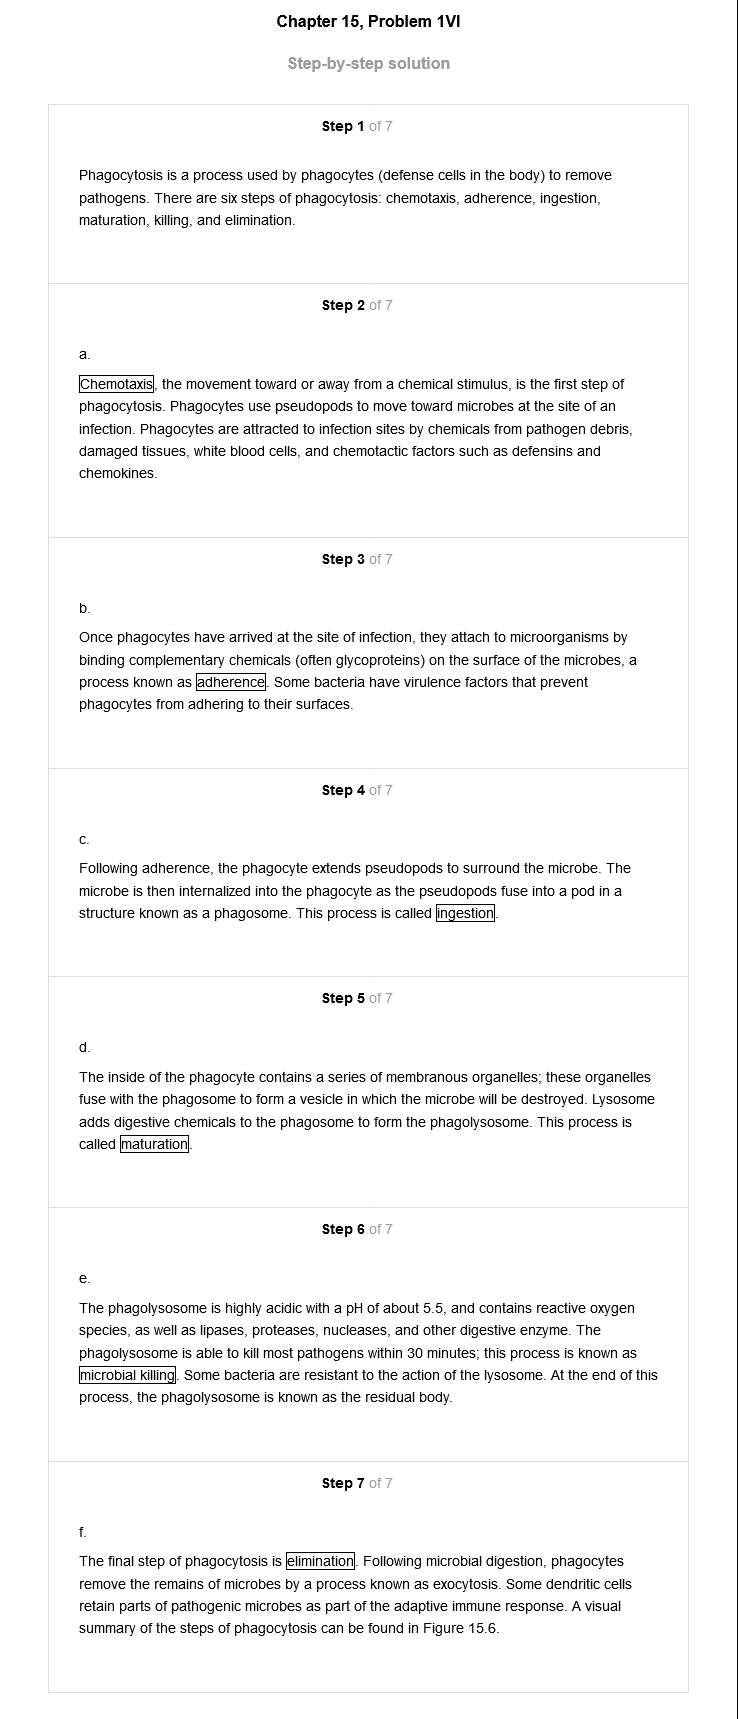 Chapter 15, Problem 1VI
Step-by-step solution
Step 1 of 7
Phagocytosis is a process used by phagocytes (defense cells in the body) to remove
pathogens. There are six steps of phagocytosis: chemotaxis, adherence, ingestion,
maturation, killing, and elimination.
Step 2 of 7
a.
Chemotaxis, the movement toward or away from a chemical stimulus, is the first step of
phagocytosis. Phagocytes use pseudopods to move toward microbes at the site of an
infection. Phagocytes are attracted to infection sites by chemicals from pathogen debris,
damaged tissues, white blood cells, and chemotactic factors such as defensins and
chemokines.
Step 3 of 7
b.
Once phagocytes have arrived at the site of infection, they attach to microorganisms by
binding complementary chemicals (often glycoproteins) on the surface of the microbes, a
process known as adherence. Some bacteria have virulence factors that prevent
phagocytes from adhering to their surfaces.
Step 4 of 7
c.
Following adherence, the phagocyte extends pseudopods to surround the microbe. The
microbe is then internalized into the phagocyte as the pseudopods fuse into a pod in a
structure known as a phagosome. This process is called ingestion.
Step 5 of 7
d.
The inside of the phagocyte contains a series of membranous organelles; these organelles
fuse with the phagosome to form a vesicle in which the microbe will be destroyed. Lysosome
adds digestive chemicals to the phagosome to form the phagolysosome. This process is
called maturation.
Step 6 of 7
e.
The phagolysosome is highly acidic with a pH of about 5.5, and contains reactive oxygen
species, as well as lipases, proteases, nucleases, and other digestive enzyme. The
phagolysosome is able to kill most pathogens within 30 minutes; this process is known as
microbial killing. Some bacteria are resistant to the action of the lysosome. At the end of this
process, the phagolysosome is known as the residual body.
Step 7 of 7
f.
The final step of phagocytosis is elimination. Following microbial digestion, phagocytes
remove the remains of microbes by a process known as exocytosis. Some dendritic cells
retain parts of pathogenic microbes as part of the adaptive immune response. A visual
summary of the steps of phagocytosis can be found in Figure 15.6.